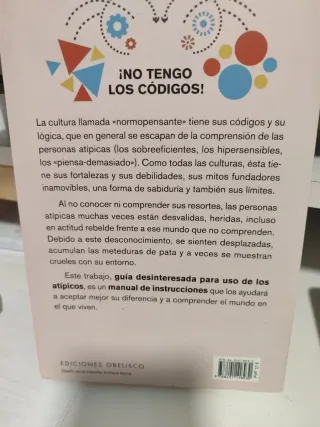 ¡NO TENGO
LOS CÓDIGOS!
La cultura llamada «normopensante» tiene sus códigos y su
lógica, que en general se escapan de la comprensión de las
personas atípicas (los sobreeficientes, los hipersensibles,
los «piensa-demasiado»). Como todas las culturas, ésta tie-
ne sus fortalezas y sus debilidades, sus mitos fundadores
inamovibles, una forma de sabiduría y también sus límites.
Al no conocer ni comprender sus resortes, las personas
atípicas muchas veces están desvalidas, heridas, incluso
en actitud rebelde frente a ese mundo que no comprenden.
Debido a este desconocimiento, se sienten desplazadas,
acumulan las meteduras de pata y a veces se muestran
crueles con su entorno.
Este trabajo, guía desinteresada para uso de los
atípicos, es un manual de instrucciones que los ayudará
a aceptar mejor su diferencia y a comprender el mundo en
el que viven.
EDICIONES OBELISCO